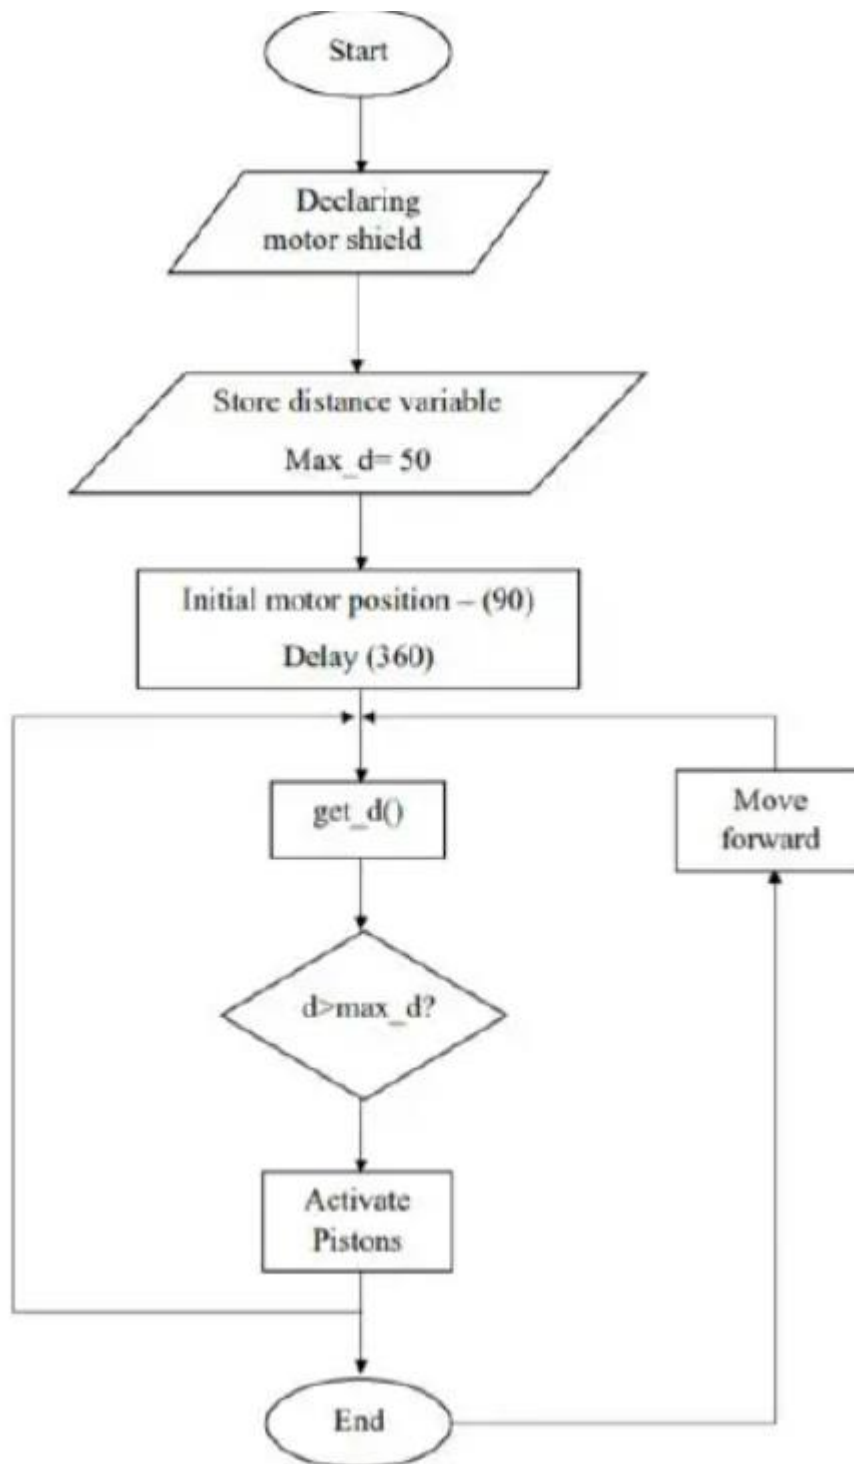 Start
Declaring
motor shield
Store distance variable
Max_d= 50
Initial motor position – (90)
Delay (360)
get_d()
Move
forward
d>max_d?
Activate
Pistons
End